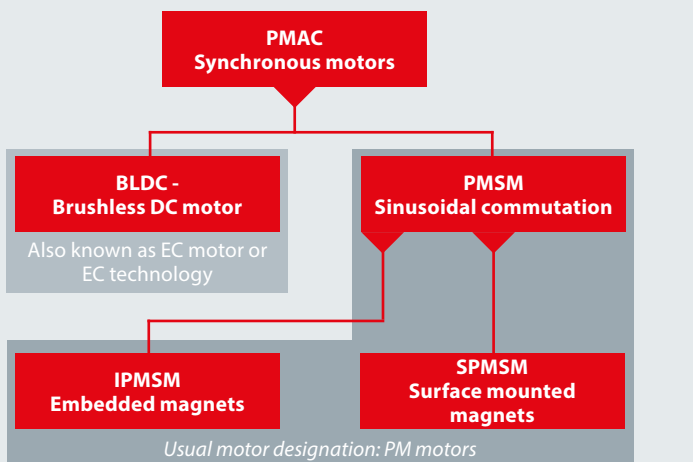 PMAC
Synchronous motors
BLDC -
Brushless DC motor
Also known as EC motor or
EC technology
PMSM
Sinusoidal commutation
IPMSM
Embedded magnets
SPMSM
Surface mounted
magnets
Usual motor designation: PM motors